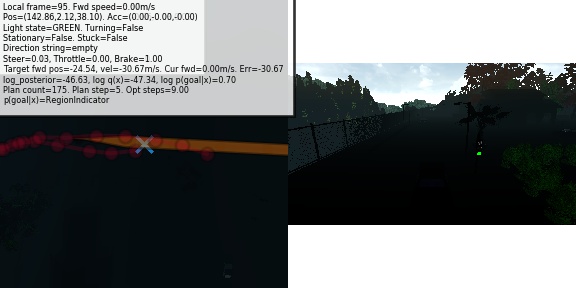 Local frame=95. Fwd speed=0.00m/s
Pos=(142.86,2.12,38.10). Acc=(0.00,-0.00,-0.00)
Light state=GREEN. Turning=False
Stationary=False. Stuck=False
Direction string=empty
Steer=0.03, Throttle=0.00, Brake=1.00
Target fwd pos=-24.54, vel=-30.67m/s. Cur fwd=0.00m/s. Err=-30.67
log_posterior=-46.63, log q(x)=-47.34, log p(goal|x)=0.70
Plan count=175. Plan step=5. Opt steps=9.00
p(goal|x)=RegionIndicator